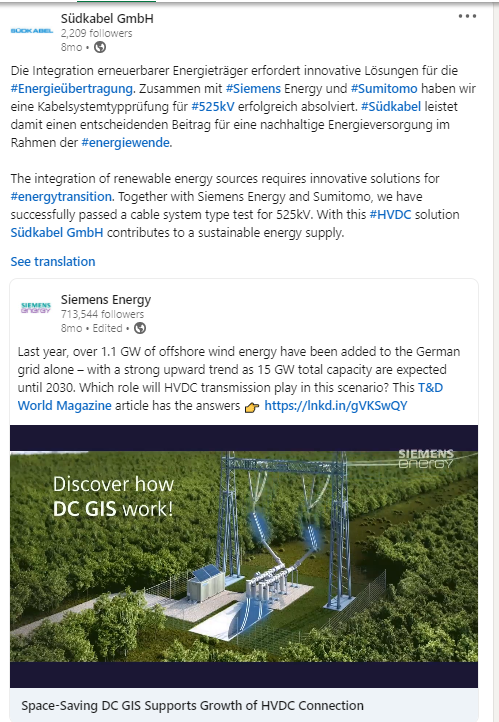 SÜDKABEL
Südkabel GmbH
2,209 followers
8mo •
Die Integration erneuerbarer Energieträger erfordert innovative Lösungen für die
#Energieübertragung. Zusammen mit #Siemens Energy und #Sumitomo haben wir
eine Kabelsystemtypprüfung für #525kV erfolgreich absolviert. #Südkabel leistet
damit einen entscheidenden Beitrag für eine nachhaltige Energieversorgung im
Rahmen der #energiewende.
The integration of renewable energy sources requires innovative solutions for
#energytransition. Together with Siemens Energy und Sumitomo, we have
successfully passed a cable system type test for 525kV. With this #HVDC solution
Südkabel GmbH contributes to a sustainable energy supply.
See translation
SIEMENS
energy
Siemens Energy
713,544 followers
8mo • Edited •
Last year, over 1.1 GW of offshore wind energy have been added to the German
grid alone – with a strong upward trend as 15 GW total capacity are expected
until 2030. Which role will HVDC transmission play in this scenario? This T&D
World Magazine article has the answers 👉 https://lnkd.in/gVKSwQY
SIEMENS
energy
Discover how
DC GIS work!
Space-Saving DC GIS Supports Growth of HVDC Connection